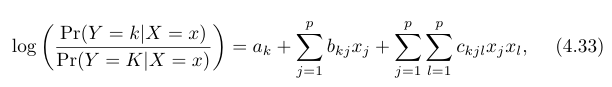 log ( Pr(Y = k|X = x) / Pr(Y = K|X = x) ) = a_k + ∑_{j=1}^{p} b_{kj} x_j + ∑_{j=1}^{p} ∑_{l=1}^{p} c_{kjl} x_j x_l, (4.33)